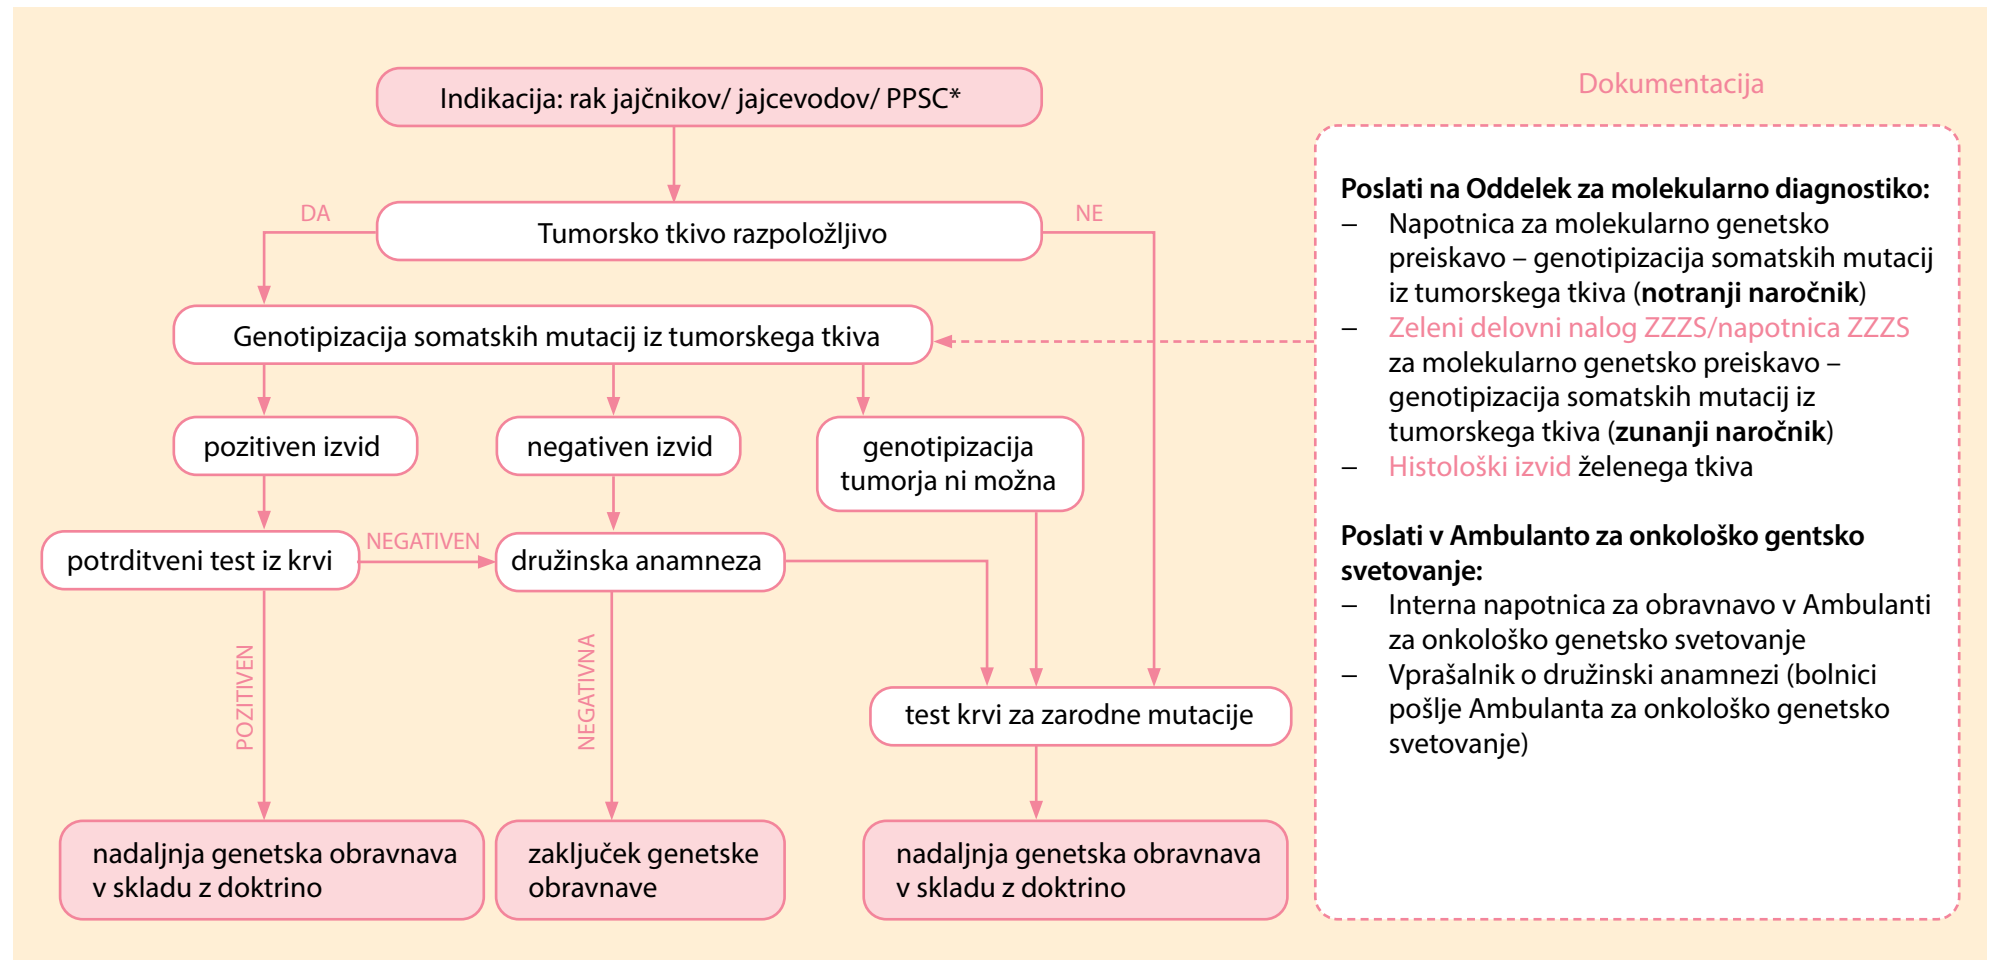 Indikacija: rak jajčnikov/ jajcevodov/ PPSC*
DA
NE
Tumorsko tkivo razpoložljivo
Genotipizacija somatskih mutacij iz tumorskega tkiva
pozitiven izvid
negativen izvid
genotipizacija
tumorja ni možna
potrditveni test iz krvi
NEGATIVEN
družinska anamneza
POZITIVEN
NEGATIVNA
test krvi za zarodne mutacije
nadaljnja genetska obravnava
v skladu z doktrino
zaključek genetske
obravnave
nadaljnja genetska obravnava
v skladu z doktrino
Dokumentacija
Poslati na Oddelek za molekularno diagnostiko:
– Napotnica za molekularno genetsko
preiskavo – genotipizacija somatskih mutacij
iz tumorskega tkiva (notranji naročnik)
– Zeleni delovni nalog ZZZS/napotnica ZZZS
za molekularno genetsko preiskavo –
genotipizacija somatskih mutacij iz
tumorskega tkiva (zunanji naročnik)
– Histološki izvid želenega tkiva
Poslati v Ambulanto za onkološko gentsko
svetovanje:
– Interna napotnica za obravnavo v Ambulanti
za onkološko genetsko svetovanje
– Vprašalnik o družinski anamnezi (bolnici
pošlje Ambulanta za onkološko genetsko
svetovanje)